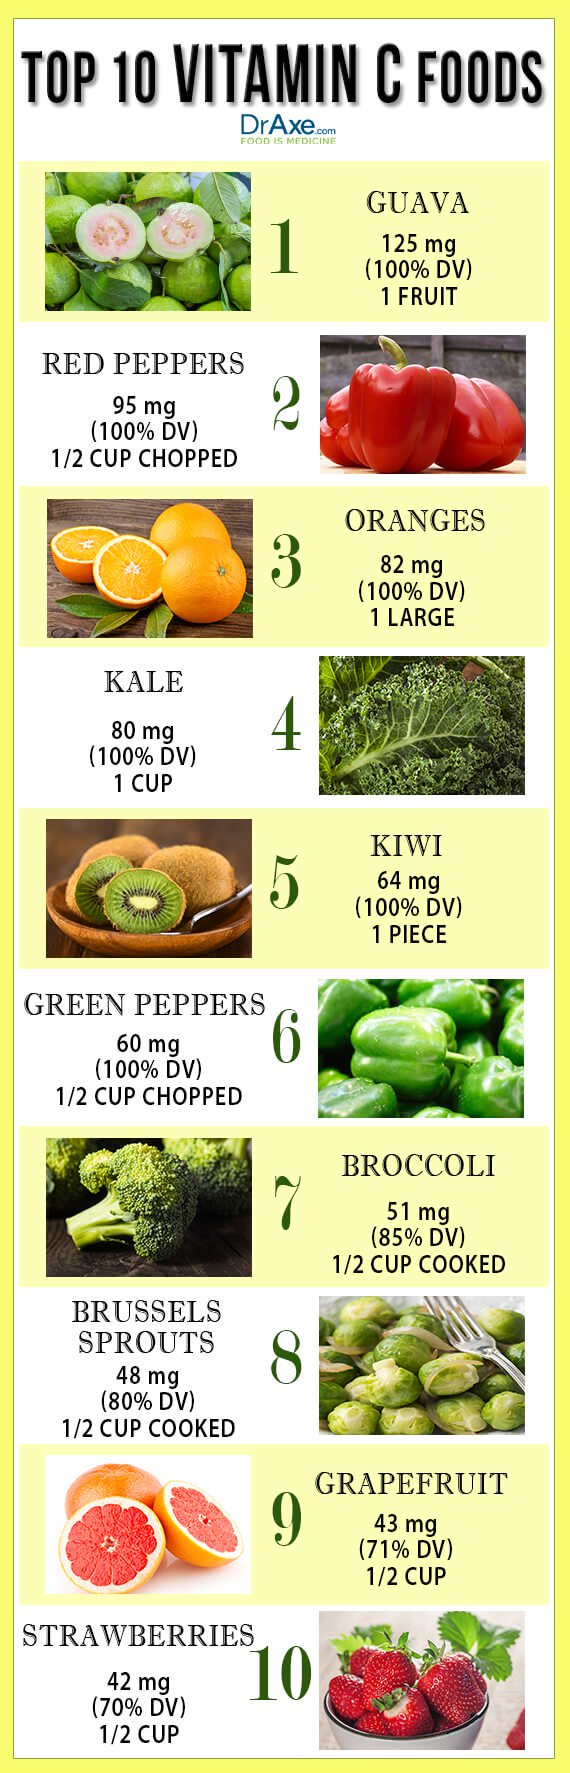 TOP 10 VITAMIN C FOODS
DrAxe.com
FOOD IS MEDICINE
1
GUAVA
125 mg
(100% DV)
1 FRUIT
RED PEPPERS
95 mg
(100% DV)
1/2 CUP CHOPPED
2
3
ORANGES
82 mg
(100% DV)
1 LARGE
KALE
80 mg
(100% DV)
1 CUP
4
5
KIWI
64 mg
(100% DV)
1 PIECE
GREEN PEPPERS
60 mg
(100% DV)
1/2 CUP CHOPPED
6
7
BROCCOLI
51 mg
(85% DV)
1/2 CUP COOKED
BRUSSELS
SPROUTS
48 mg
(80% DV)
1/2 CUP COOKED
8
9
GRAPEFRUIT
43 mg
(71% DV)
1/2 CUP
STRAWBERRIES
42 mg
(70% DV)
1/2 CUP
10